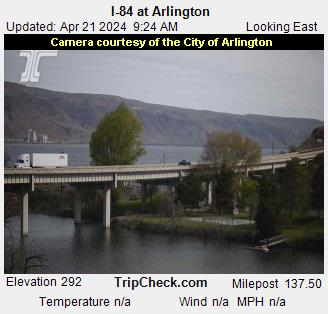 I-84 at Arlington
Updated: Apr 21 2024 9:24 AM Looking East
Camera courtesy of the City of Arlington
Elevation 292 TripCheck.com Milepost 137.50
Temperature n/a Wind n/a MPH n/a